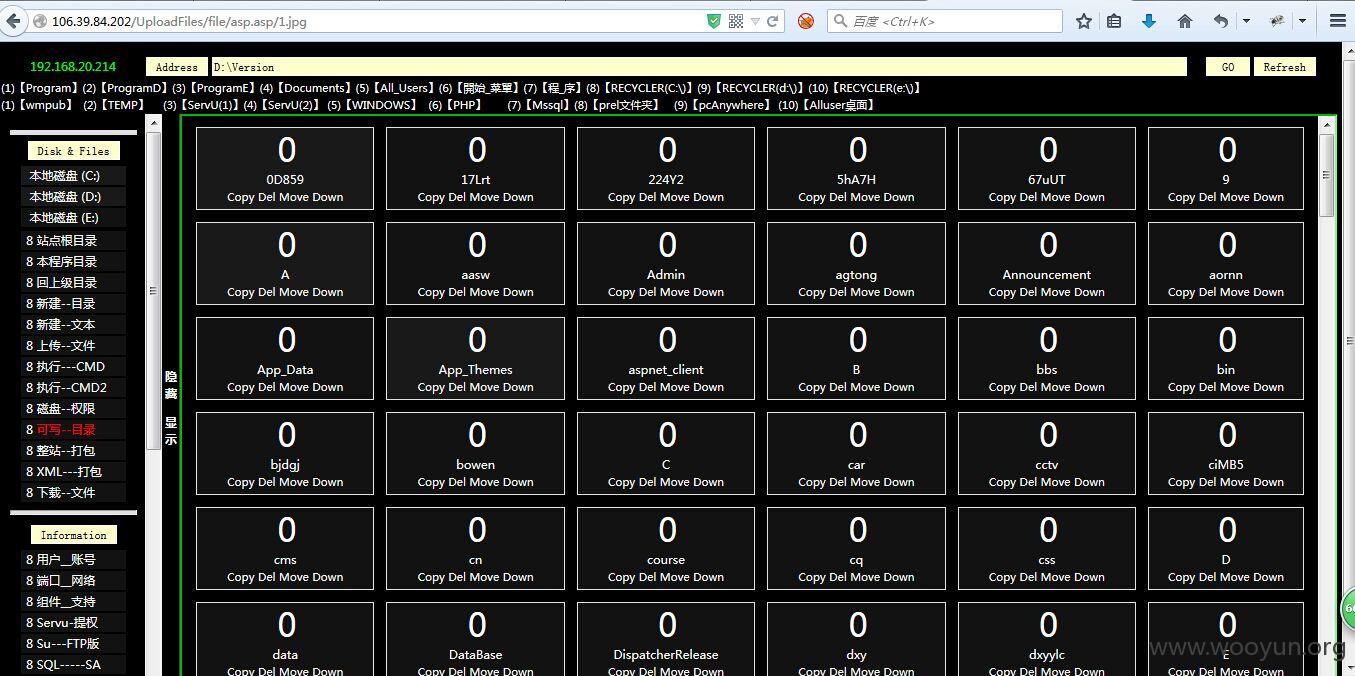 106.39.84.202/UploadFiles/file/asp.asp/1.jpg
百度 <Ctrl+K>
192.168.20.214
Address
D:\Version
GO
Refresh
(1)【Program】(2)【ProgramD】(3)【ProgramE】(4)【Documents】(5)【All_Users】(6)【開始_菜單】(7)【程_序】(8)【RECYCLER(C:\)】(9)【RECYCLER(d:\)】(10)【RECYCLER(e:\)】
(1)【wmpub】 (2)【TEMP】 (3)【ServU(1)】(4)【ServU(2)】 (5)【WINDOWS】 (6)【PHP】 (7)【Mssql】(8)【prel文件夹】 (9)【pcAnywhere】 (10)【Alluser桌面】
Disk & Files
本地磁盘 (C:)
本地磁盘 (D:)
本地磁盘 (E:)
8 站点根目录
8 本程序目录
8 回上级目录
8 新建--目录
8 新建--文本
8 上传--文件
8 执行---CMD
8 执行--CMD2
8 磁盘--权限
8 可写--目录
8 整站--打包
8 XML---打包
8 下载--文件
Information
8 用户__账号
8 端口__网络
8 组件__支持
8 Servu-提权
8 Su---FTP版
8 SQL-----SA
隐藏
显示
0 0 0 0 0 0
0D859 17Lrt 224Y2 5hA7H 67uUT 9
Copy Del Move Down Copy Del Move Down Copy Del Move Down Copy Del Move Down Copy Del Move Down Copy Del Move Down
0 0 0 0 0 0
A aasw Admin agtong Announcement aornn
Copy Del Move Down Copy Del Move Down Copy Del Move Down Copy Del Move Down Copy Del Move Down Copy Del Move Down
0 0 0 0 0 0
App_Data App_Themes aspnet_client B bbs bin
Copy Del Move Down Copy Del Move Down Copy Del Move Down Copy Del Move Down Copy Del Move Down Copy Del Move Down
0 0 0 0 0 0
bjdgj bowen C car cctv ciMB5
Copy Del Move Down Copy Del Move Down Copy Del Move Down Copy Del Move Down Copy Del Move Down Copy Del Move Down
0 0 0 0 0 0
cms cn course cq css D
Copy Del Move Down Copy Del Move Down Copy Del Move Down Copy Del Move Down Copy Del Move Down Copy Del Move Down
0 0 0 0 0 0
data DataBase DispatcherRelease dxy dxyylc E
Copy Del Move Down Copy Del Move Down Copy Del Move Down Copy Del Move Down Copy Del Move Down Copy Del Move Down
www.wooyun.org